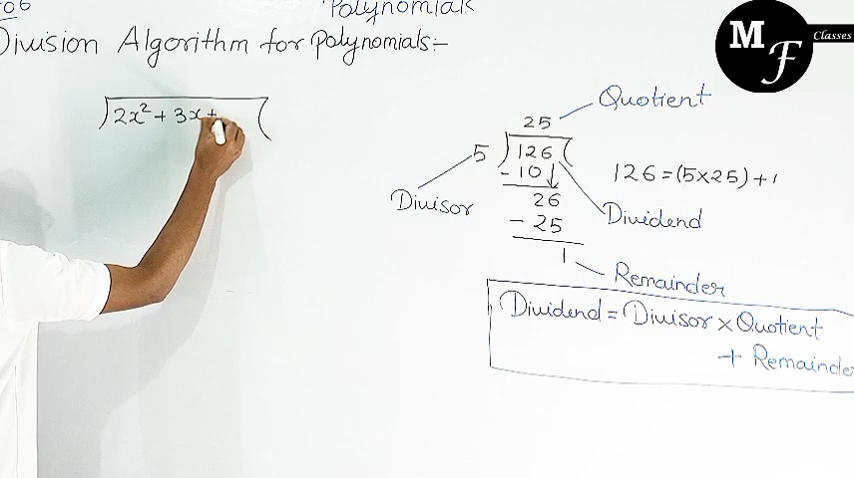 06
Polynomials
Division Algorithm for polynomials:-
M
F
Classes
2x² + 3x +
Quotient
25
5 ) 126 (
- 10
26
- 25
1
126 = (5×25) + 1
Divisor
Dividend
Remainder
Dividend = Divisor × Quotient
+ Remainder